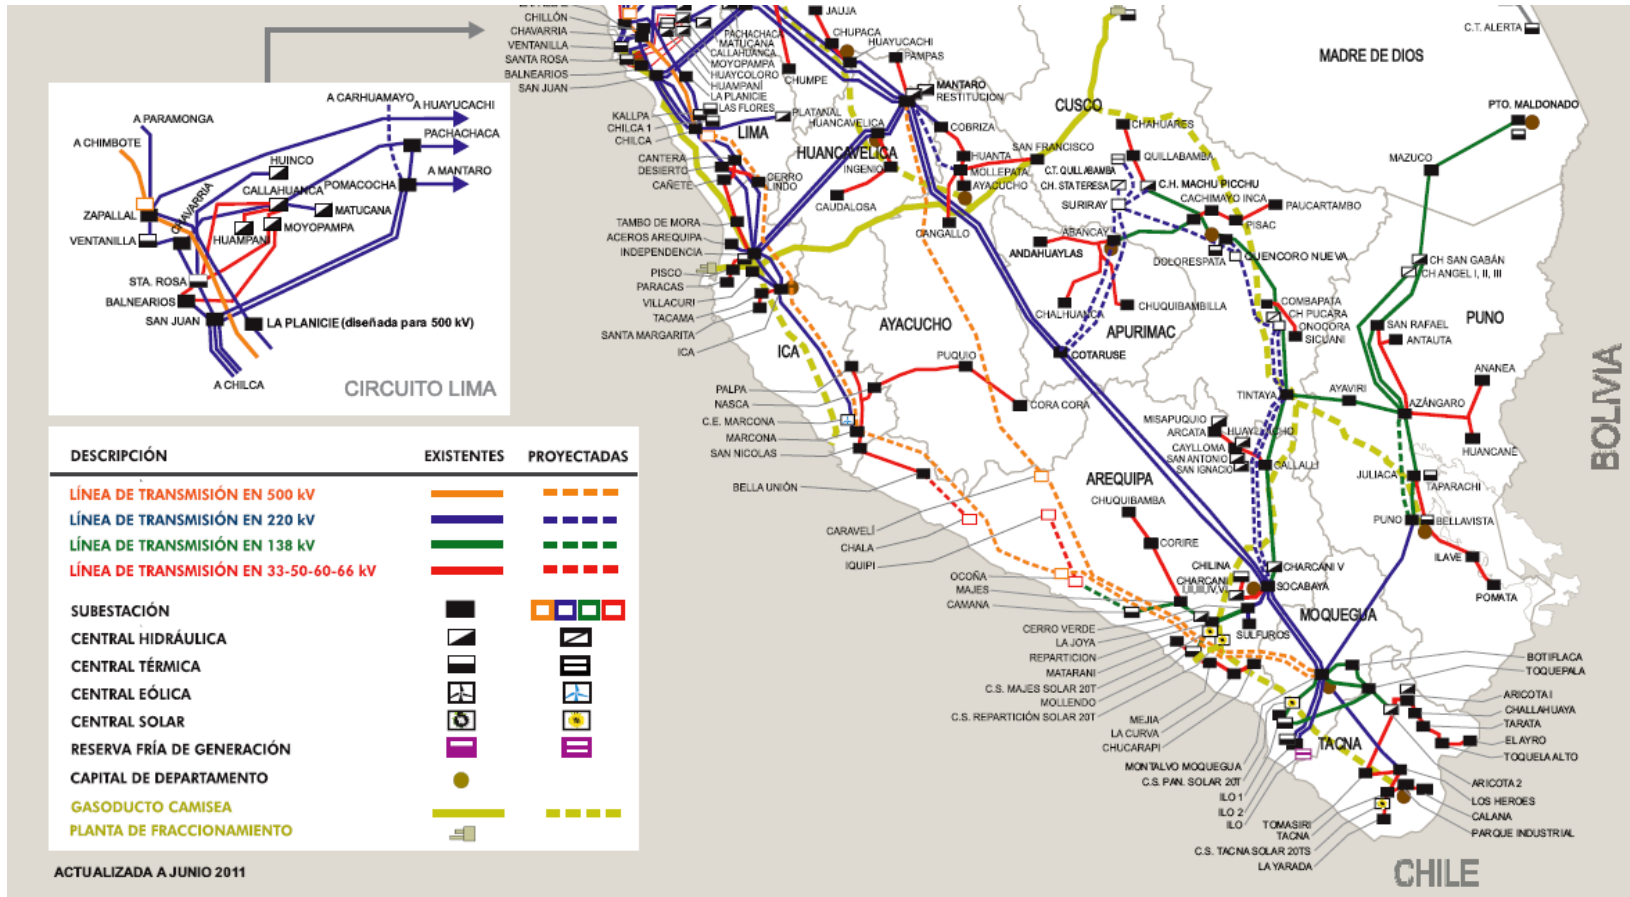 CHILLÓN
CHAVARRIA
VENTANILLA
SANTA ROSA
BALNEARIOS
SAN JUAN
PACHACHACA
MATUCANA
CALLAHUANCA
MOYOPAMPA
HUAYCOLORO
HUAMPANÍ
LA PLANICIE
LAS FLORES
JAUJA
CHUPACA
HUAYUCACHI
PAMPAS
CHUMPE
MANTARO
RESTITUCION
PLATANAL
HUANCAVELICA
COBRIZA
KALLPA
CHILCA 1
CHILCA
LIMA
HUANCAVELICA
CUSCO
MADRE DE DIOS
C.T. ALERTA
PTO. MALDONADO
MAZUCO
CHAHUARES
SAN FRANCISCO
HUANTA
MOLLEPATA
AYACUCHO
CANGALLO
INGENIO
CAUDALOSA
CANTERA
DESIERTO
CAÑETE
CERRO
LINDO
C.T. QUILLABAMBA
QUILLABAMBA
CH. STA TERESA
SURIRAY
C.H. MACHU PICCHU
CACHIMAYO INCA
PAUCARTAMBO
PISAC
ABANCAY
ANDAHUAYLAS
DOLORESPATA
QUENCORO NUEVA
CHALHUANCA
CHUQUIBAMBILLA
COMBAPATA
CH PUCARA
ONOCORA
SICUANI
CH SAN GABÁN
CH ANGEL I, II, III
SAN RAFAEL
ANTAUTA
PUNO
ANANEA
TAMBO DE MORA
ACEROS AREQUIPA
INDEPENDENCIA
PISCO
PARACAS
VILLACURI
TACAMA
SANTA MARGARITA
ICA
ICA
AYACUCHO
APURIMAC
COTARUSE
PUQUIO
CORA CORA
PALPA
NASCA
C.E. MARCONA
MARCONA
SAN NICOLAS
BELLA UNIÓN
TINTAYA
AYAVIRI
AZÁNGARO
HUANCANÉ
MISAPUQUIO
ARCATA
CAYLLOMA
SAN ANTONIO
SAN IGNACIO
CALLALLI
JULIACA
TAPARACHI
PUNO
BELLAVISTA
ILAVE
POMATA
BOLIVIA
AREQUIPA
CHUQUIBAMBA
CORIRE
CARAVELÍ
CHALA
IQUIPI
OCOÑA
MAJES
CAMANA
CHILINA
CHARCANI
CHARCANI V
SOCABAYA
MOQUEGUA
SULFUROS
CERRO VERDE
LA JOYA
REPARTICION
MATARANI
C.S. MAJES SOLAR 20T
MOLLENDO
C.S. REPARTICIÓN SOLAR 20T
MEJIA
LA CURVA
CHUCARAPI
MONTALVO MOQUEGUA
C.S. PAN. SOLAR 20T
ILO 1
ILO 2
ILO
BOTIFLACA
TOQUEPALA
ARICOTA I
CHALLAHUAYA
TARATA
EL AYRO
TOQUELA ALTO
TACNA
ARICOTA 2
LOS HEROES
CALANA
PARQUE INDUSTRIAL
TOMASIRI
TACNA
C.S. TACNA SOLAR 20TS
LA YARADA
CHILE
A CARHUAMAYO
A HUAYUCACHI
A PARAMONGA
A CHIMBOTE
PACHACHACA
HUINCO
CALLAHUANCA
POMACOCHA
A MANTARO
CHAVARRIA
ZAPALLAL
MATUCANA
VENTANILLA
HUAMPANI
MOYOPAMPA
STA. ROSA
BALNEARIOS
SAN JUAN
LA PLANICIE (diseñada para 500 kV)
A CHILCA
CIRCUITO LIMA
DESCRIPCIÓN EXISTENTES PROYECTADAS
LÍNEA DE TRANSMISIÓN EN 500 kV
LÍNEA DE TRANSMISIÓN EN 220 kV
LÍNEA DE TRANSMISIÓN EN 138 kV
LÍNEA DE TRANSMISIÓN EN 33-50-60-66 kV
SUBESTACIÓN
CENTRAL HIDRÁULICA
CENTRAL TÉRMICA
CENTRAL EÓLICA
CENTRAL SOLAR
RESERVA FRÍA DE GENERACIÓN
CAPITAL DE DEPARTAMENTO
GASODUCTO CAMISEA
PLANTA DE FRACCIONAMIENTO
ACTUALIZADA A JUNIO 2011